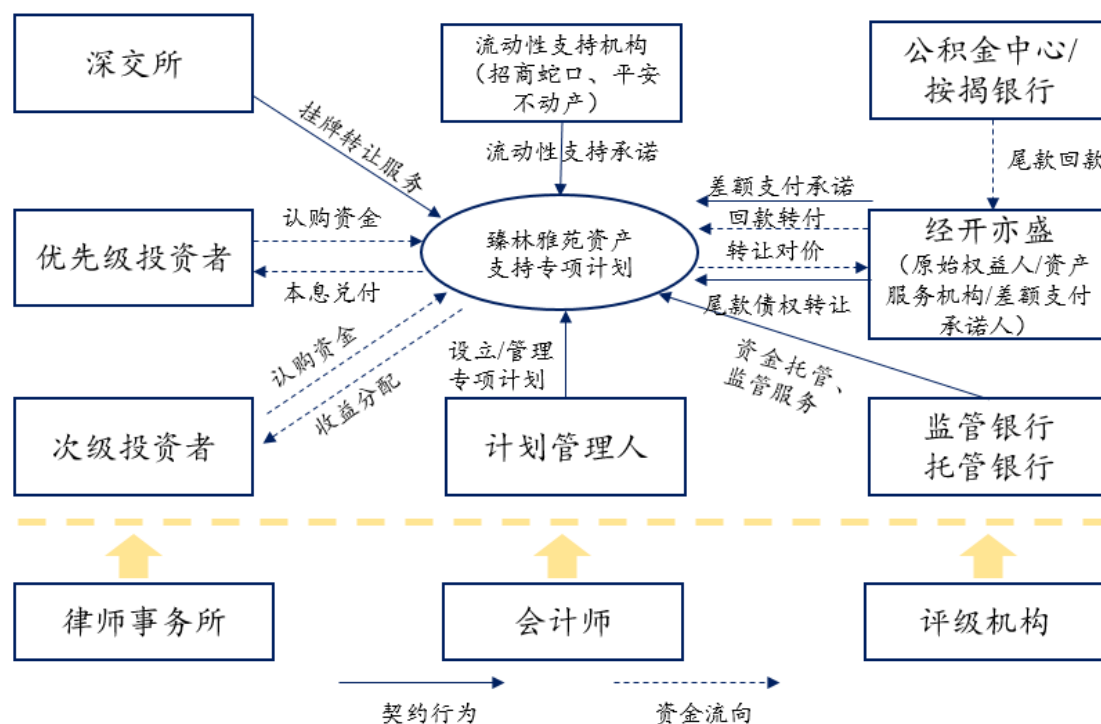 深交所
流动性支持机构
（招商蛇口、平安
不动产）
公积金中心/
按揭银行
挂牌转让服务
流动性支持承诺
尾款回款
优先级投资者
认购资金
本息兑付
臻林雅苑资产
支持专项计划
差额支付承诺
回款转付
转让对价
尾款债权转让
经开亦盛
（原始权益人/资产
服务机构/差额支付
承诺人）
认购资金
收益分配
设立/管理
专项计划
资金托管、
监管服务
次级投资者
计划管理人
监管银行
托管银行
律师事务所
会计师
评级机构
契约行为
资金流向